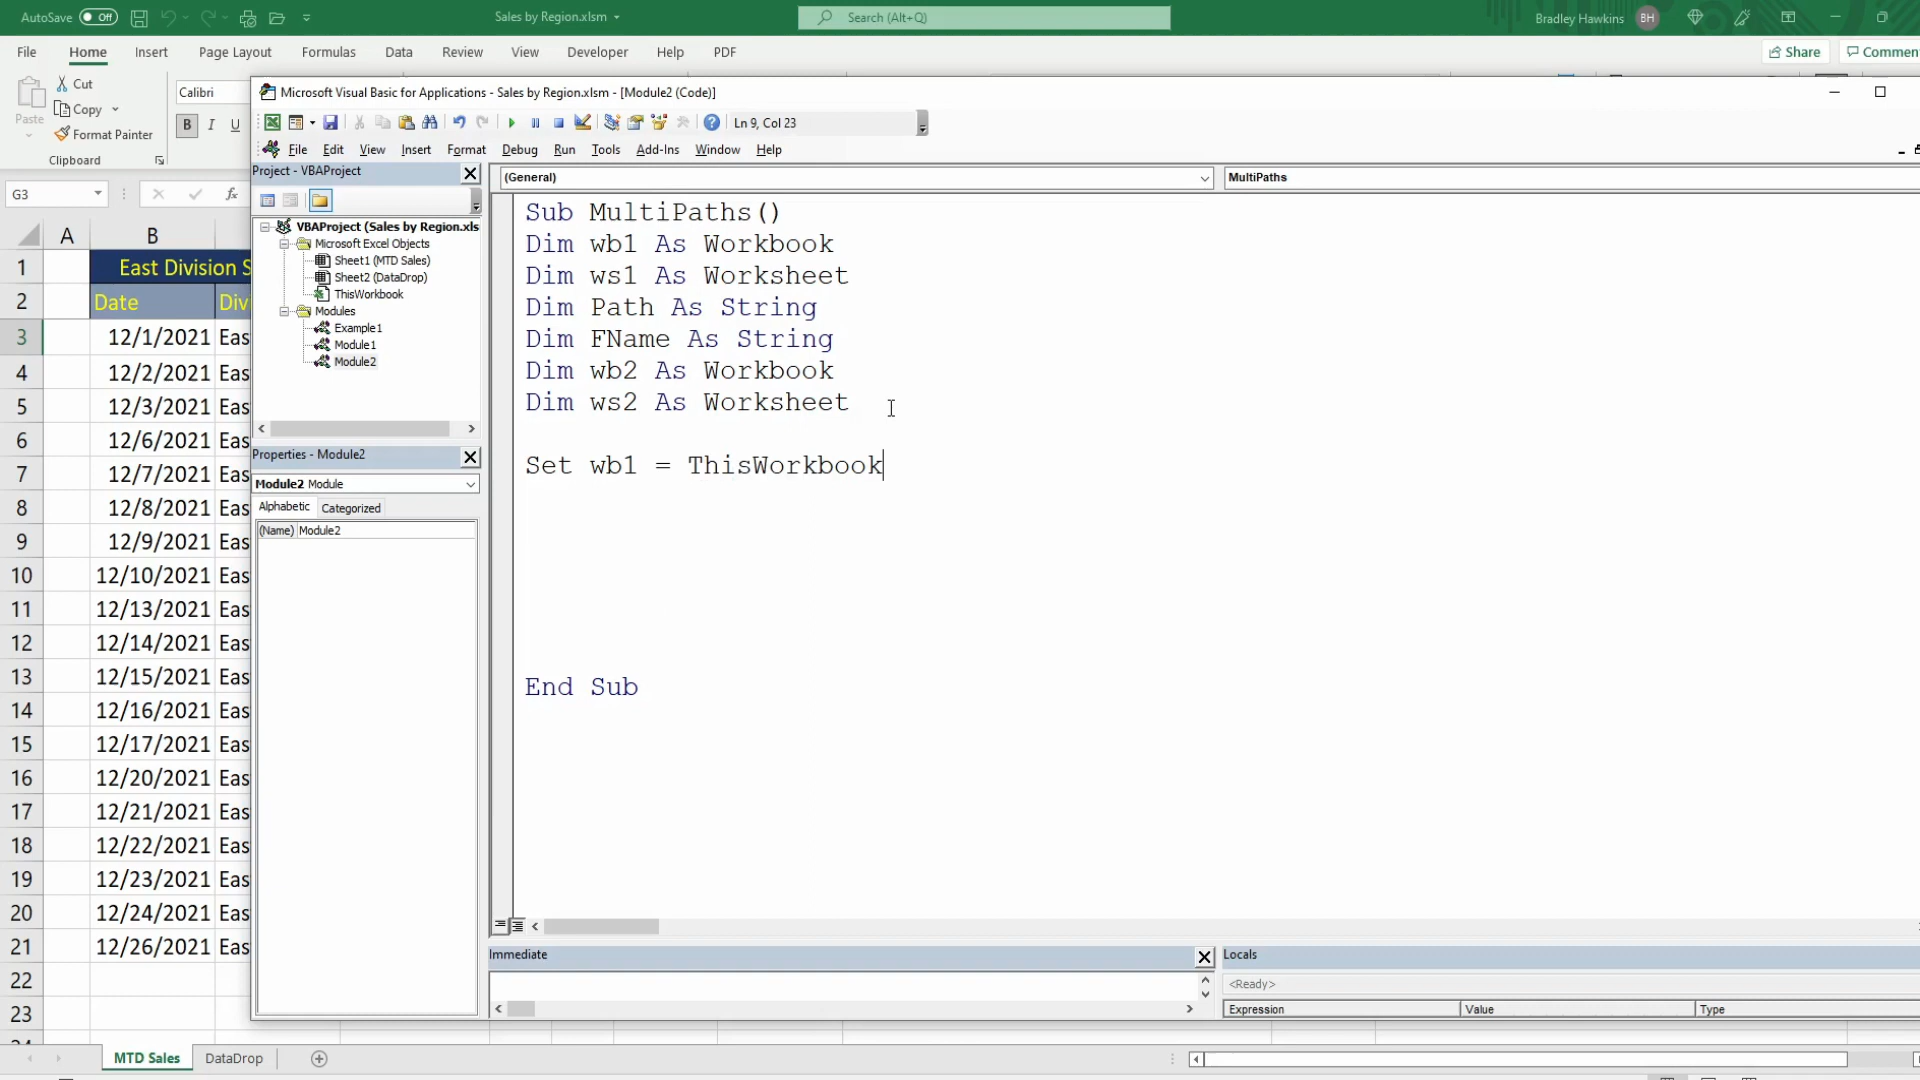 AutoSave Off
Sales by Region.xlsm
Search (Alt+Q)
Bradley Hawkins BH
File Home Insert Page Layout Formulas Data Review View Developer Help PDF
Share Commen
Paste
Cut
Copy
Format Painter
Clipboard
Calibri
B I U
Microsoft Visual Basic for Applications - Sales by Region.xlsm - [Module2 (Code)]
Ln 9, Col 23
File Edit View Insert Format Debug Run Tools Add-Ins Window Help
G3
fx
Project - VBAProject
VBAProject (Sales by Region.xls
Microsoft Excel Objects
Sheet1 (MTD Sales)
Sheet2 (DataDrop)
ThisWorkbook
Modules
Example1
Module1
Module2
Properties - Module2
Module2 Module
Alphabetic Categorized
(Name) Module2
(General)
MultiPaths
Sub MultiPaths()
Dim wb1 As Workbook
Dim ws1 As Worksheet
Dim Path As String
Dim FName As String
Dim wb2 As Workbook
Dim ws2 As Worksheet
Set wb1 = ThisWorkbook
End Sub
Immediate
Locals
<Ready>
Expression Value Type
A B
1 East Division S
2 Date Div
3 12/1/2021 Eas
4 12/2/2021 Eas
5 12/3/2021 Eas
6 12/6/2021 Eas
7 12/7/2021 Eas
8 12/8/2021 Eas
9 12/9/2021 Eas
10 12/10/2021 Eas
11 12/13/2021 Eas
12 12/14/2021 Eas
13 12/15/2021 Eas
14 12/16/2021 Eas
15 12/17/2021 Eas
16 12/20/2021 Eas
17 12/21/2021 Eas
18 12/22/2021 Eas
19 12/23/2021 Eas
20 12/24/2021 Eas
21 12/26/2021 Eas
22
23
MTD Sales DataDrop